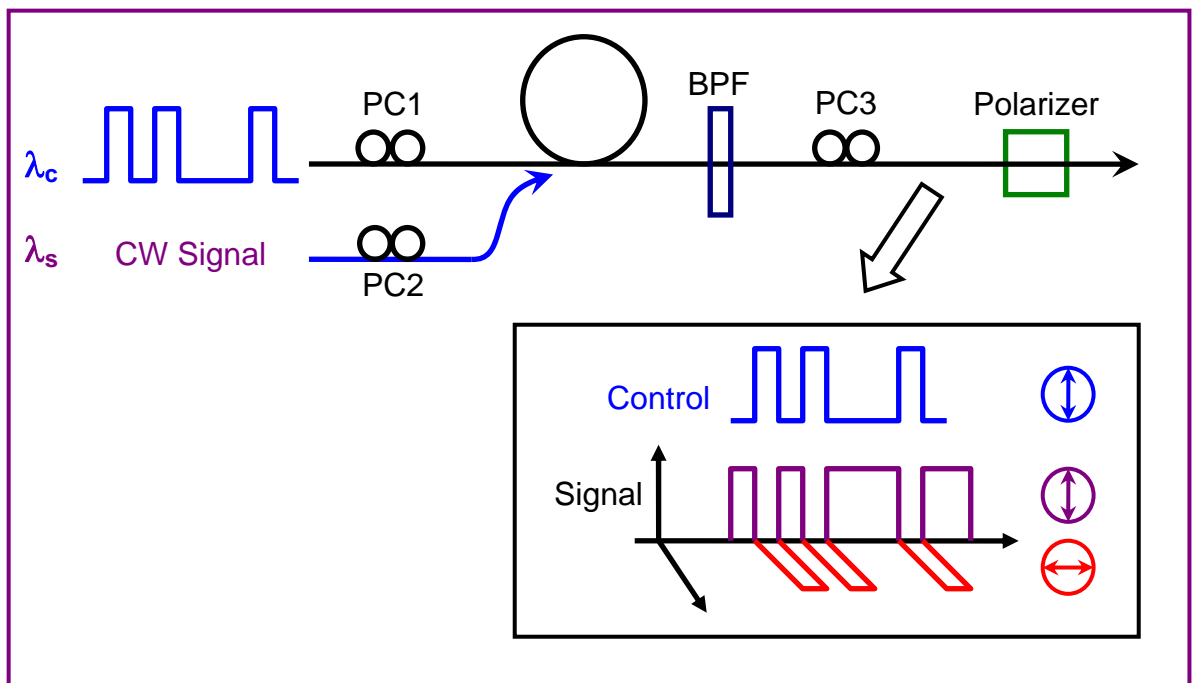 BPF
PC1
PC3
Polarizer
λc
λs
CW Signal
PC2
Control
Signal